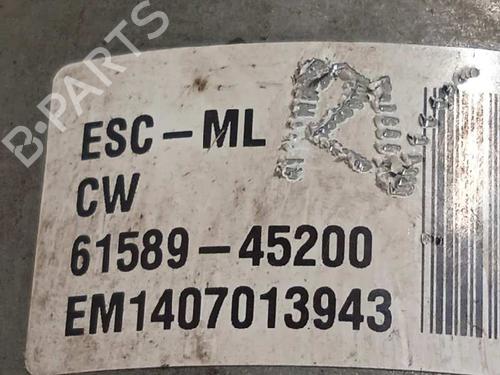 B-PARTS
ESC-ML
R
CW
61589-45200
EM1407013943